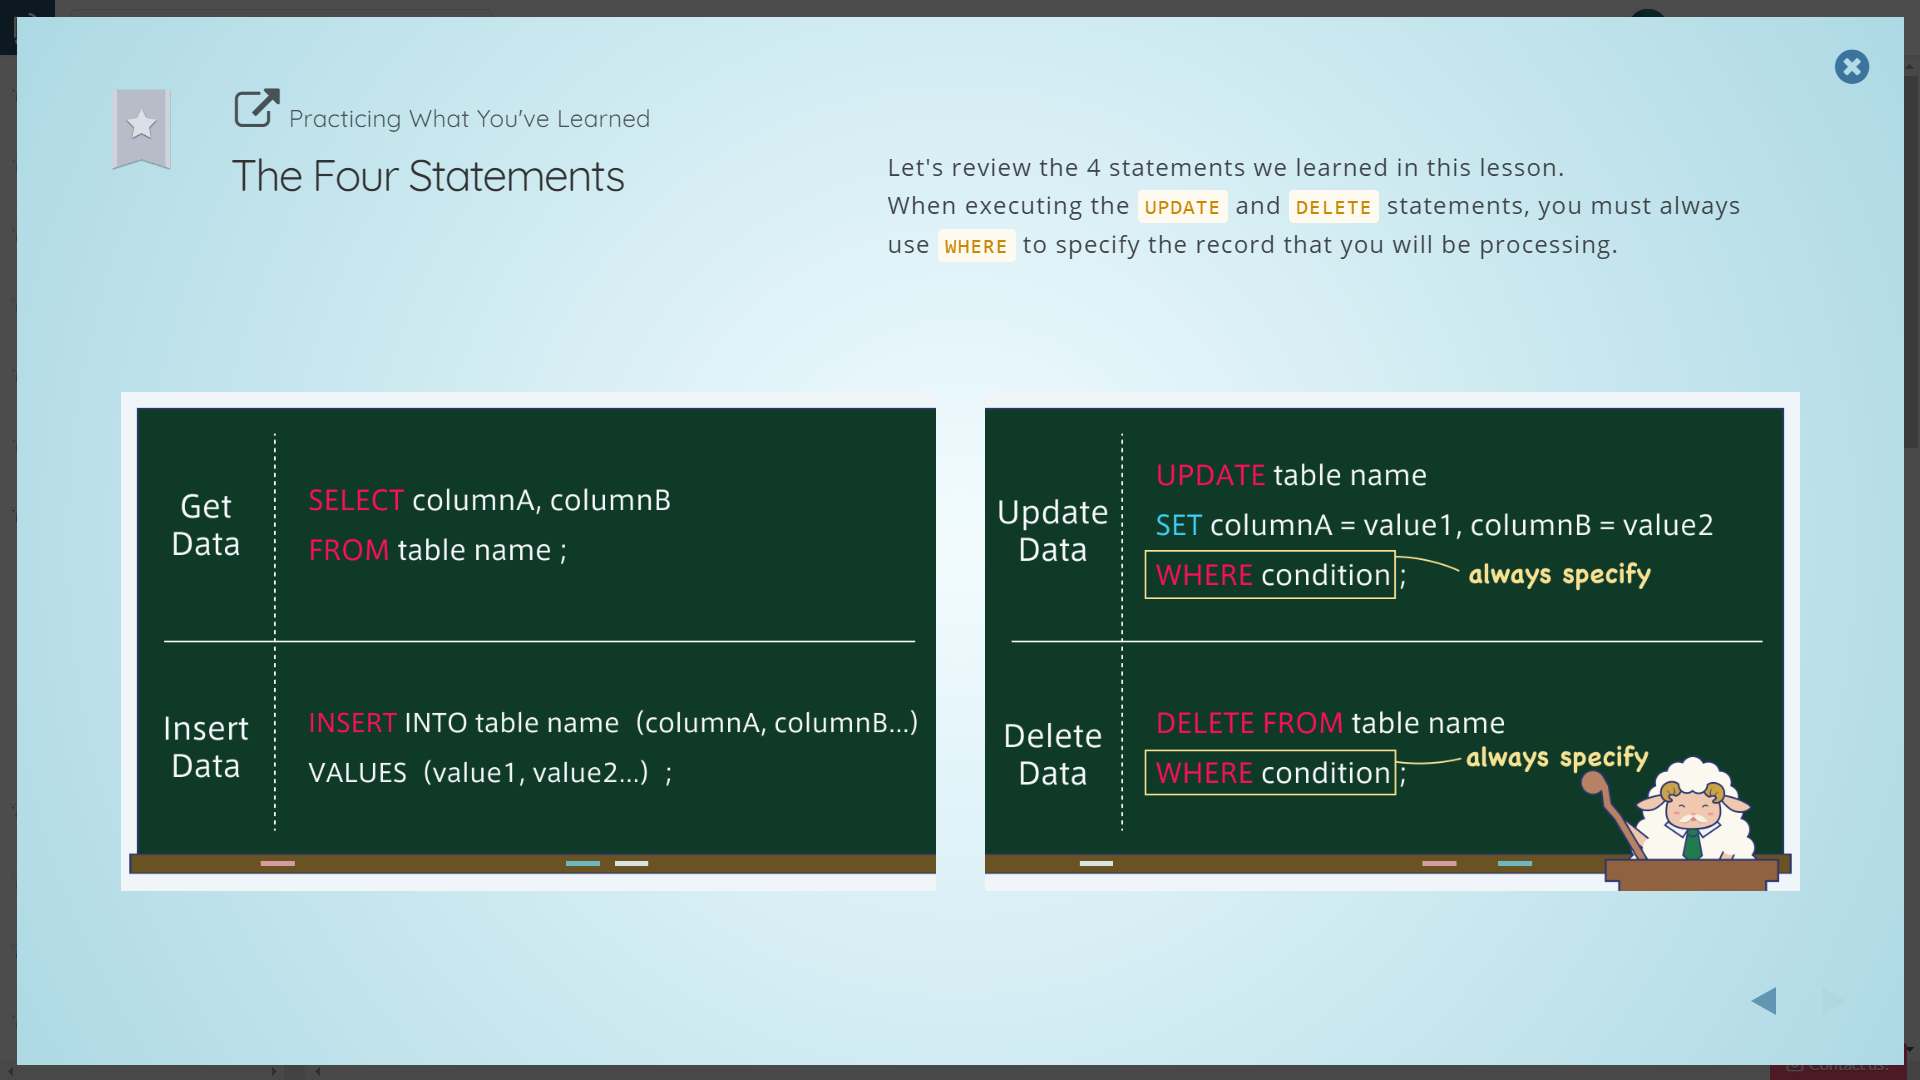 Practicing What You've Learned
The Four Statements
Let's review the 4 statements we learned in this lesson.
When executing the UPDATE and DELETE statements, you must always
use WHERE to specify the record that you will be processing.
Get
Data
SELECT columnA, columnB
FROM table name ;
Insert
Data
INSERT INTO table name (columnA, columnB...)
VALUES (value1, value2...) ;
Update
Data
UPDATE table name
SET columnA = value1, columnB = value2
WHERE condition ;
always specify
Delete
Data
DELETE FROM table name
WHERE condition ;
always specify
Contact us!